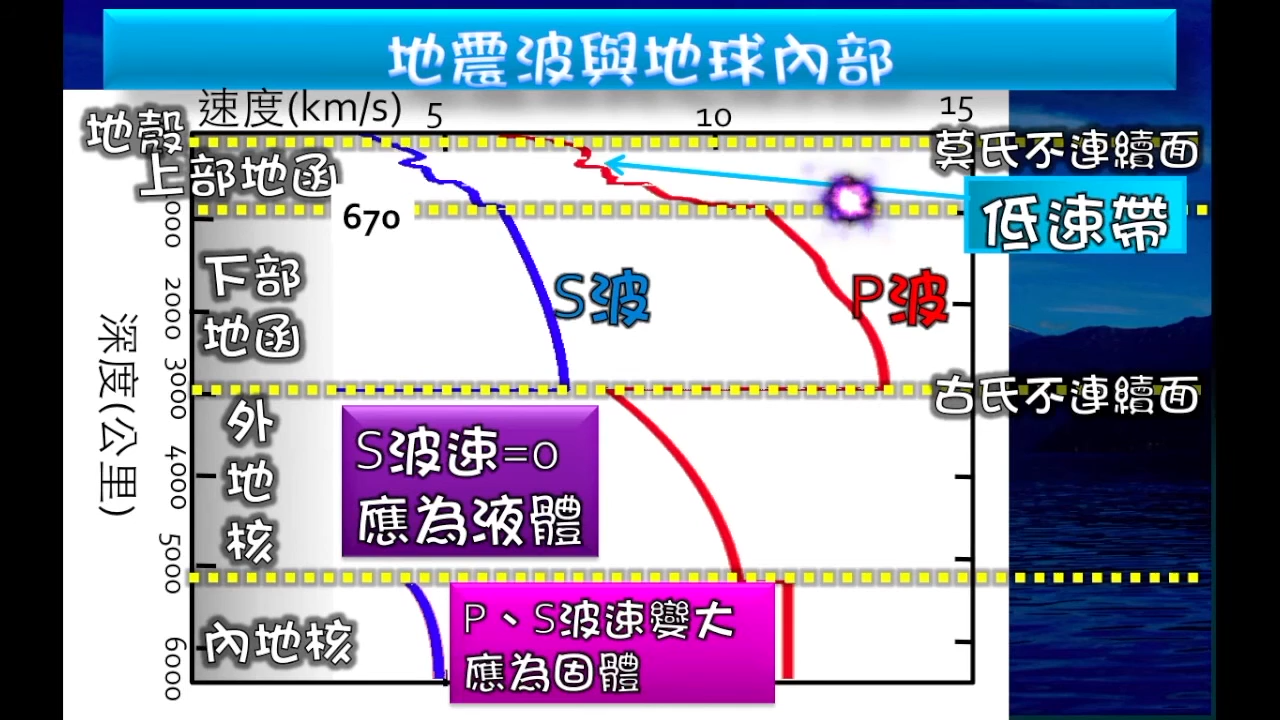 地震波與地球內部
速度(km/s) 5 10 15
地殼
莫氏不連續面
上部地函
低速帶
1000
670
下部
地函
S波
P波
2000
深度(公里)
3000
古氏不連續面
外
地
核
S波速=0
應為液體
4000
5000
P、S波速變大
應為固體
內地核
6000